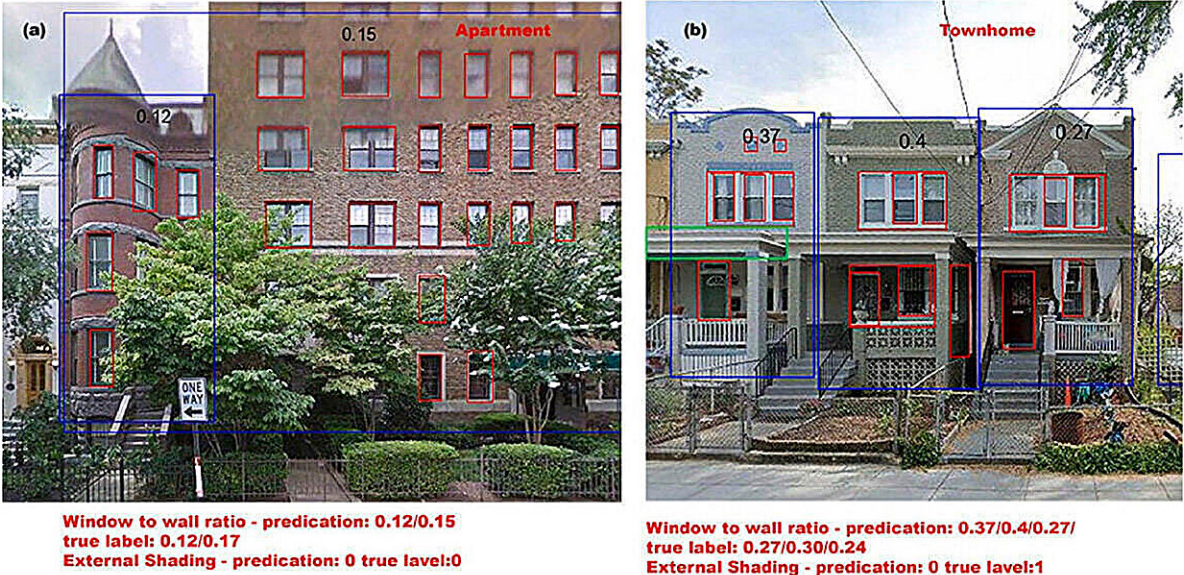 (a)
0.15
Apartment
0.12
ONE
WAY
Window to wall ratio - predication: 0.12/0.15
true label: 0.12/0.17
External Shading - predication: 0 true lavel:0
(b)
Townhome
0.37
0.4
0.27
Window to wall ratio - predication: 0.37/0.4/0.27/
true label: 0.27/0.30/0.24
External Shading - predication: 0 true lavel:1